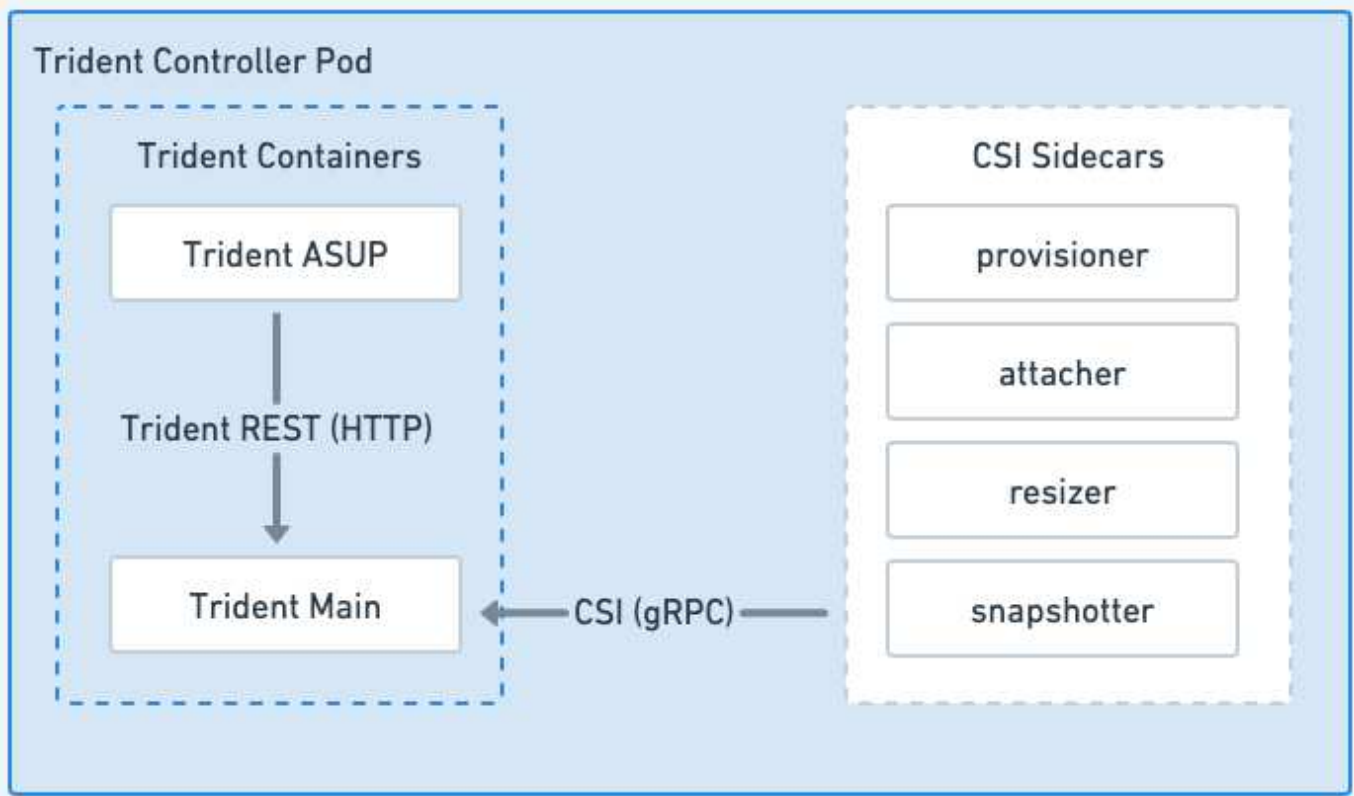 Trident Controller Pod
Trident Containers
Trident ASUP
Trident REST (HTTP)
Trident Main
CSI (gRPC)
CSI Sidecars
provisioner
attacher
resizer
snapshotter